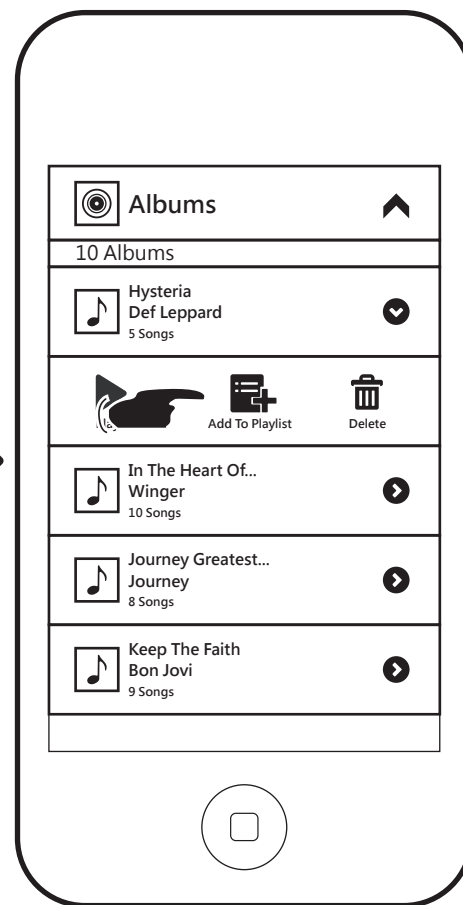 Albums
10 Albums
Hysteria
Def Leppard
5 Songs
Add To Playlist
Delete
In The Heart Of...
Winger
10 Songs
Journey Greatest...
Journey
8 Songs
Keep The Faith
Bon Jovi
9 Songs